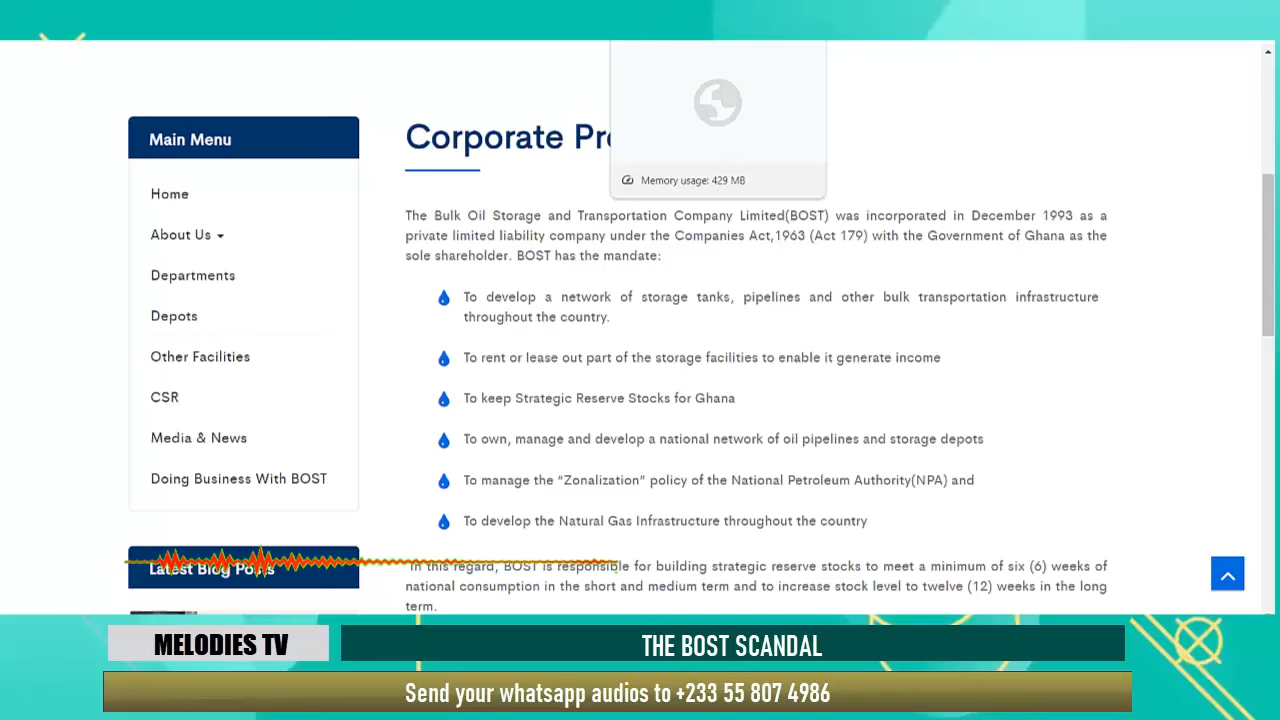 Main Menu
Home
About Us
Departments
Depots
Other Facilities
CSR
Media & News
Doing Business With BOST
Latest Blog Posts
Corporate Pr
Memory usage: 429 MB
The Bulk Oil Storage and Transportation Company Limited(BOST) was incorporated in December 1993 as a
private limited liability company under the Companies Act,1963 (Act 179) with the Government of Ghana as the
sole shareholder. BOST has the mandate:
To develop a network of storage tanks, pipelines and other bulk transportation infrastructure
throughout the country.
To rent or lease out part of the storage facilities to enable it generate income
To keep Strategic Reserve Stocks for Ghana
To own, manage and develop a national network of oil pipelines and storage depots
To manage the “Zonalization” policy of the National Petroleum Authority(NPA) and
To develop the Natural Gas Infrastructure throughout the country
In this regard, BOST is responsible for building strategic reserve stocks to meet a minimum of six (6) weeks of
national consumption in the short and medium term and to increase stock level to twelve (12) weeks in the long
term.
MELODIES TV
THE BOST SCANDAL
Send your whatsapp audios to +233 55 807 4986